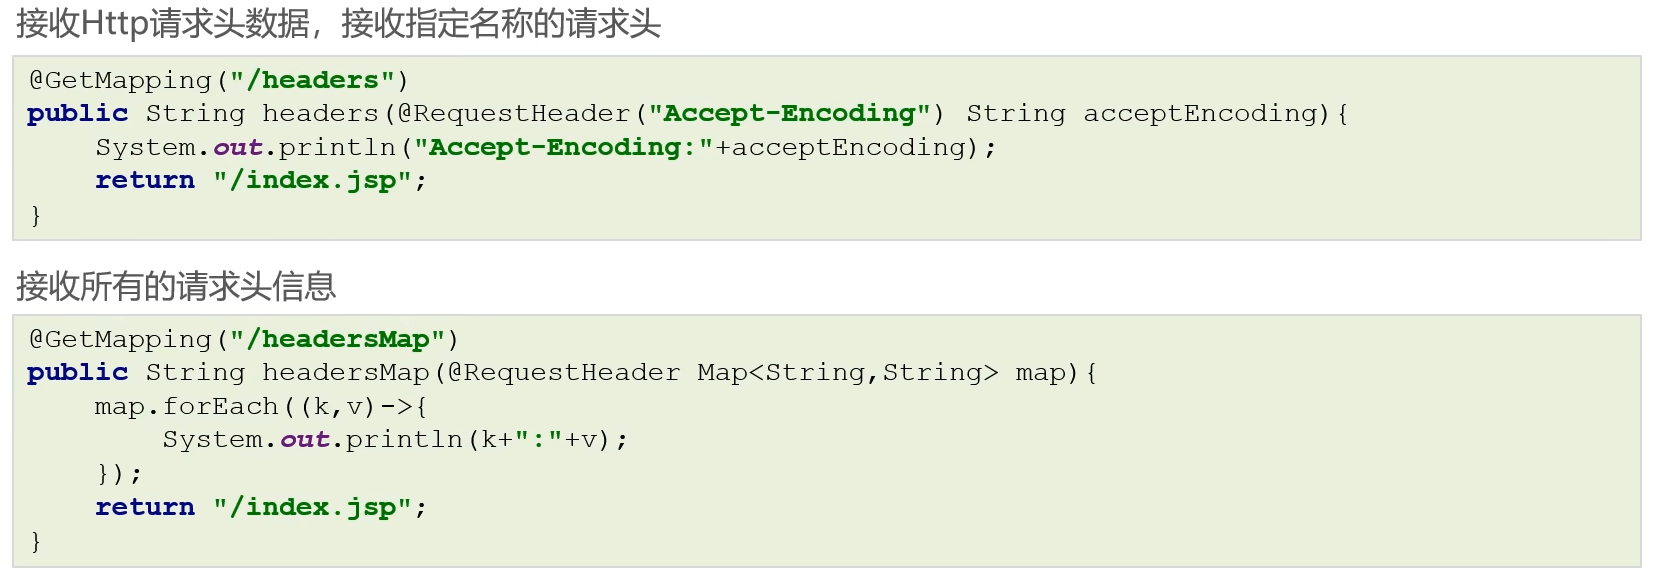 接收Http请求头数据，接收指定名称的请求头
@GetMapping("/headers")
public String headers(@RequestHeader("Accept-Encoding") String acceptEncoding){
    System.out.println("Accept-Encoding:"+acceptEncoding);
    return "/index.jsp";
}
接收所有的请求头信息
@GetMapping("/headersMap")
public String headersMap(@RequestHeader Map<String,String> map){
    map.forEach((k,v)->{
        System.out.println(k+":"+v);
    });
    return "/index.jsp";
}